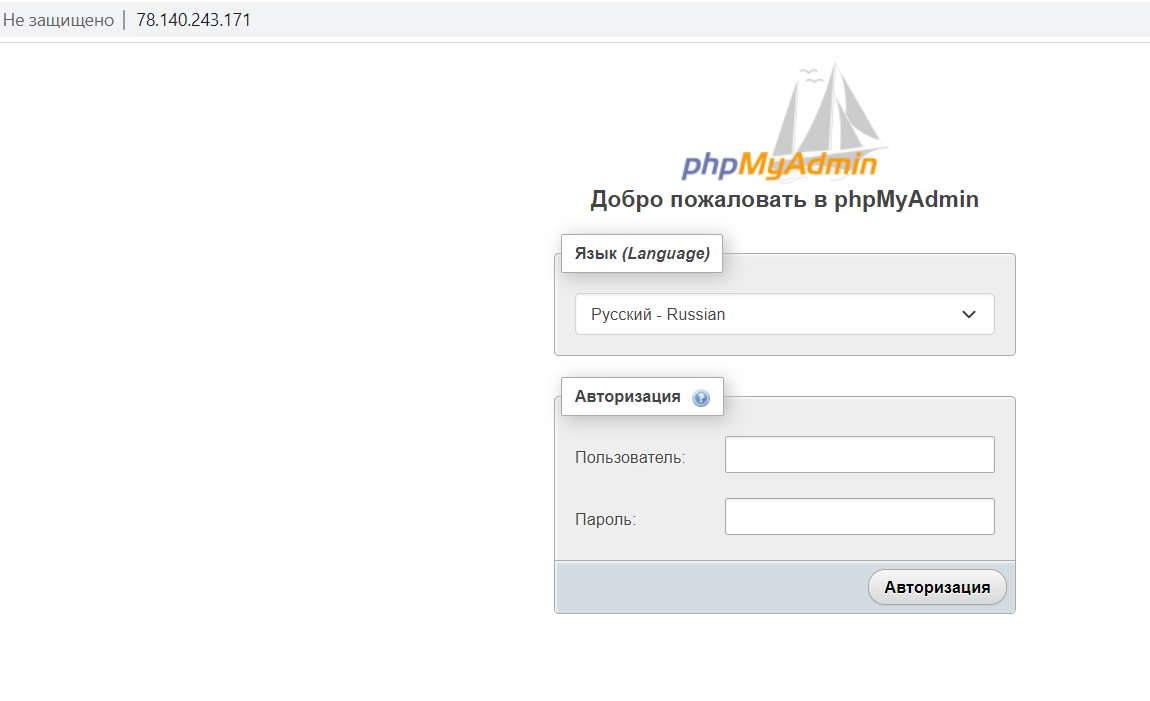 Не защищено | 78.140.243.171
phpMyAdmin
Добро пожаловать в phpMyAdmin
Язык (Language)
Русский - Russian
Авторизация
Пользователь:
Пароль:
Авторизация